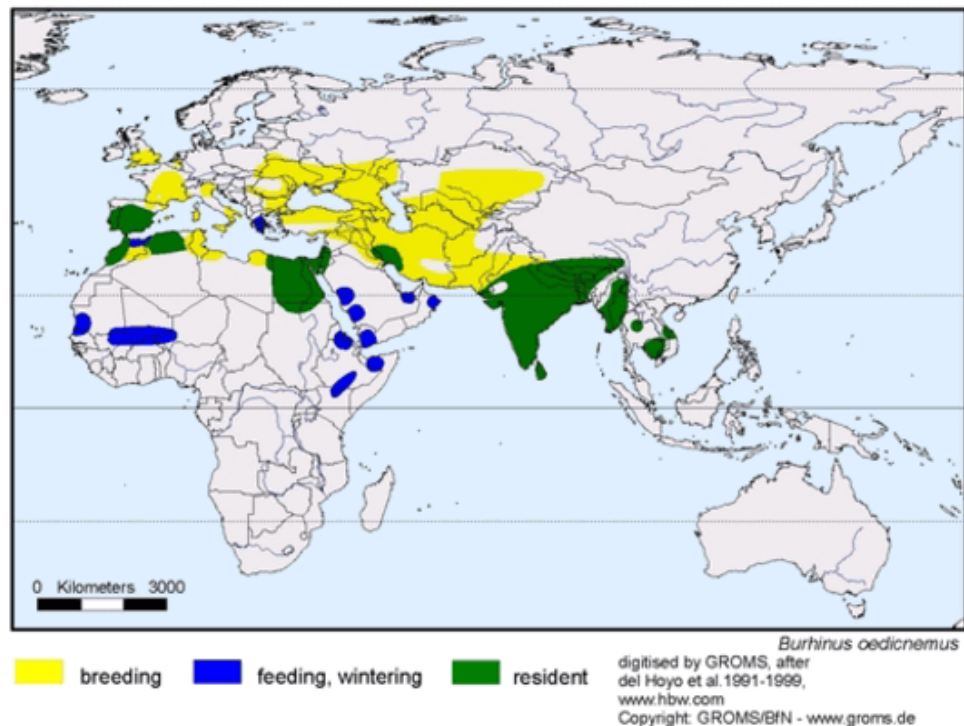 0 Kilometers 3000
Burhinus oedicnemus
breeding
feeding, wintering
resident
digitised by GROMS, after
del Hoyo et al.1991-1999,
www.hbw.com
Copyright: GROMS/BfN - www.groms.de